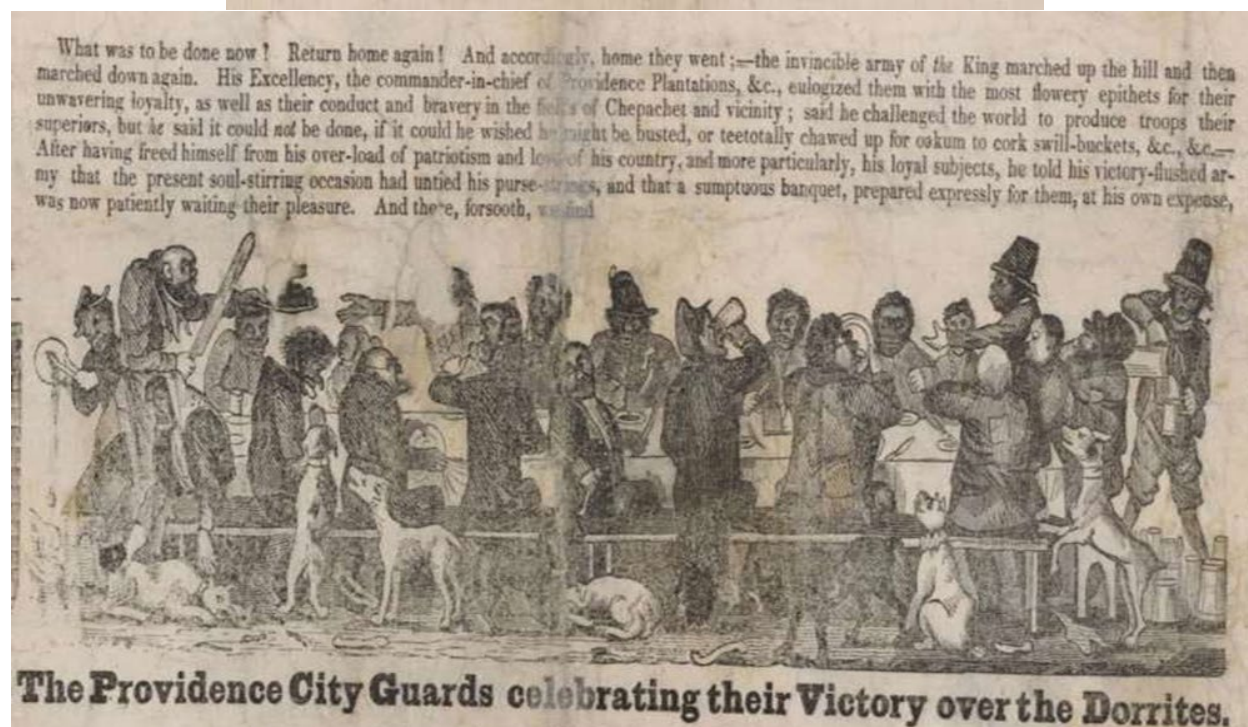 What was to be done now? Return home again! And accordingly, home they went;—the invincible army of the King marched up the hill and then
marched down again. His Excellency, the commander-in-chief of Providence Plantations, &c., eulogized them with the most flowery epithets for their
unwavering loyalty, as well as their conduct and bravery in the fields of Chepachet and vicinity; said he challenged the world to produce troops their
superiors, but he said it could not be done, if it could he wished he might be busted, or teetotally chawed up for oakum to cork swill-buckets, &c., &c.—
After having freed himself from his over-load of patriotism and love of his country, and more particularly, his loyal subjects, he told his victory-flushed ar-
my that the present soul-stirring occasion had untied his purse-strings, and that a sumptuous banquet, prepared expressly for them, at his own expense,
was now patiently waiting their pleasure. And there, forsooth, we find
The Providence City Guards celebrating their Victory over the Dorrites.